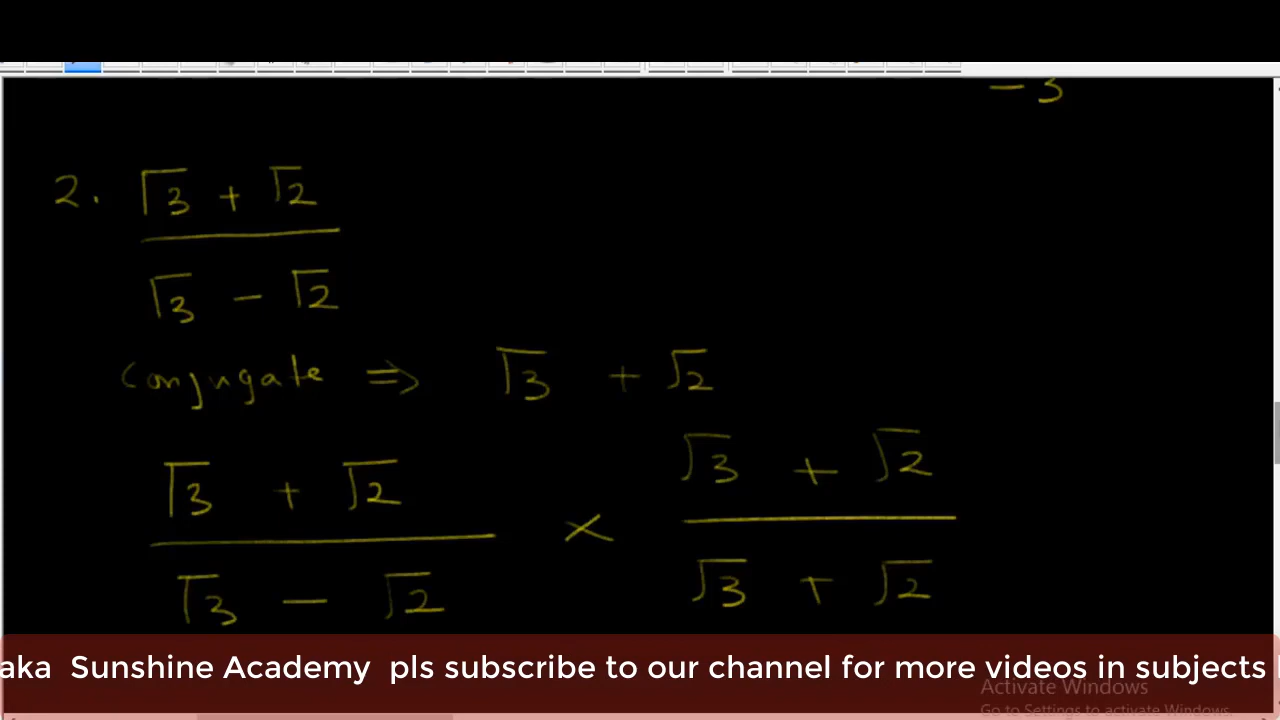 - 3
2. √3 + √2
√3 - √2
Conjugate ⇒ √3 + √2
√3 + √2 × √3 + √2
√3 - √2   √3 + √2
aka Sunshine Academy pls subscribe to our channel for more videos in subjects
Activate Windows
Go to Settings to activate Windows.